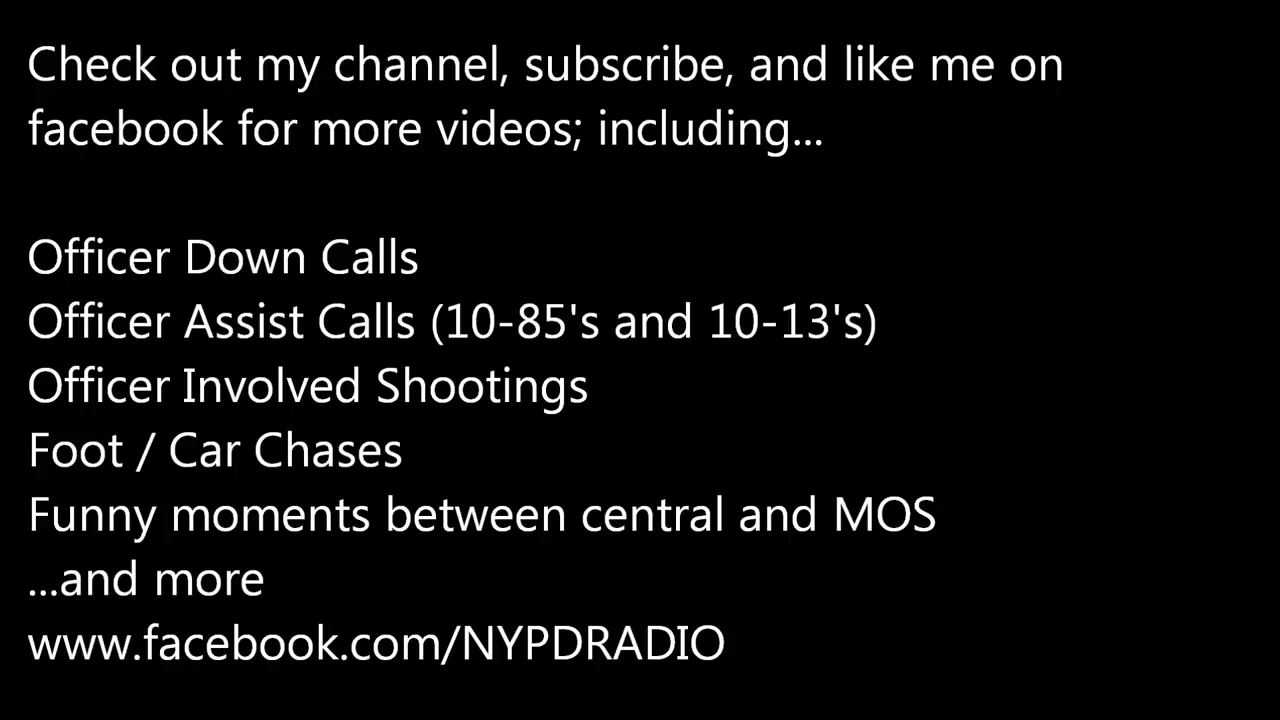 Check out my channel, subscribe, and like me on
facebook for more videos; including...
Officer Down Calls
Officer Assist Calls (10-85's and 10-13's)
Officer Involved Shootings
Foot / Car Chases
Funny moments between central and MOS
...and more
www.facebook.com/NYPDRADIO